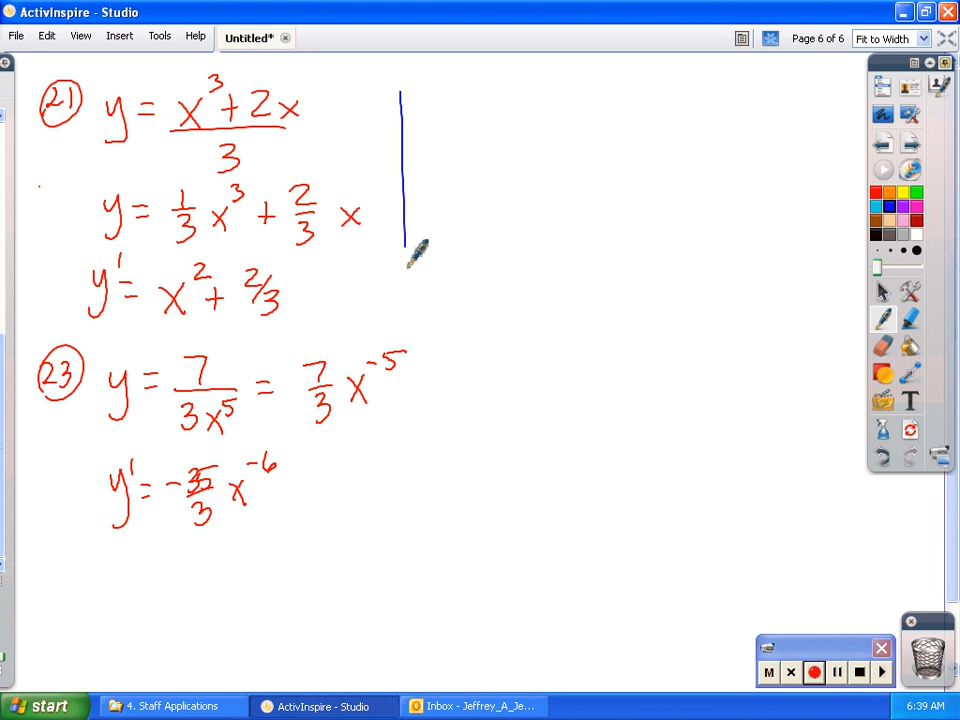 ActivInspire - Studio
File Edit View Insert Tools Help Untitled* Page 6 of 6 Fit to Width
21 y = x³ + 2x / 3
y = 1/3 x³ + 2/3 x
y' = x² + 2/3
23 y = 7 / 3x⁵ = 7/3 x⁻⁵
y' = -35/3 x⁻⁶
M
start 4. Staff Applications ActivInspire - Studio Inbox - Jeffrey_A_Je... 6:39 AM